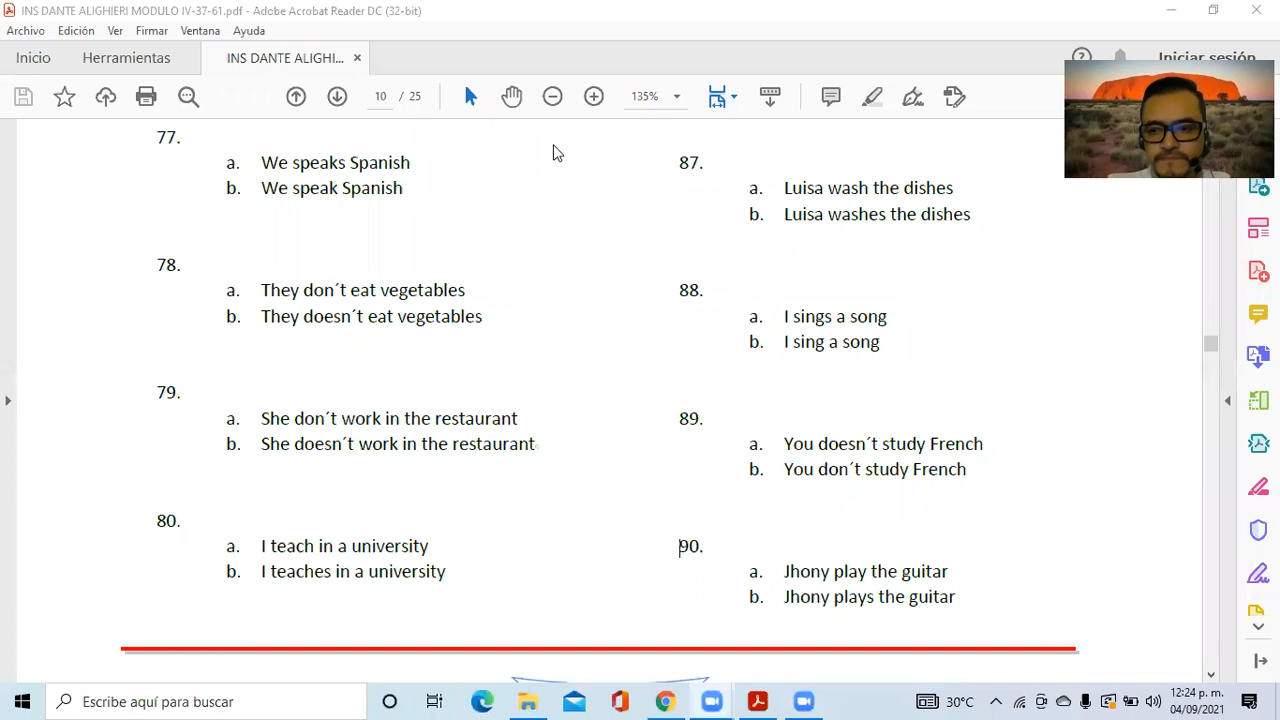 INS DANTE ALIGHIERI MODULO IV-37-61.pdf - Adobe Acrobat Reader DC (32-bit)
Archivo Edición Ver Firmar Ventana Ayuda
Inicio Herramientas INS DANTE ALIGHI... × Iniciar sesión
10 / 25 135%
77.
a. We speaks Spanish
b. We speak Spanish
78.
a. They don´t eat vegetables
b. They doesn´t eat vegetables
79.
a. She don´t work in the restaurant
b. She doesn´t work in the restaurant
80.
a. I teach in a university
b. I teaches in a university
87.
a. Luisa wash the dishes
b. Luisa washes the dishes
88.
a. I sings a song
b. I sing a song
89.
a. You doesn´t study French
b. You don´t study French
90.
a. Jhony play the guitar
b. Jhony plays the guitar
Escribe aquí para buscar
30°C
12:24 p. m.
04/09/2021